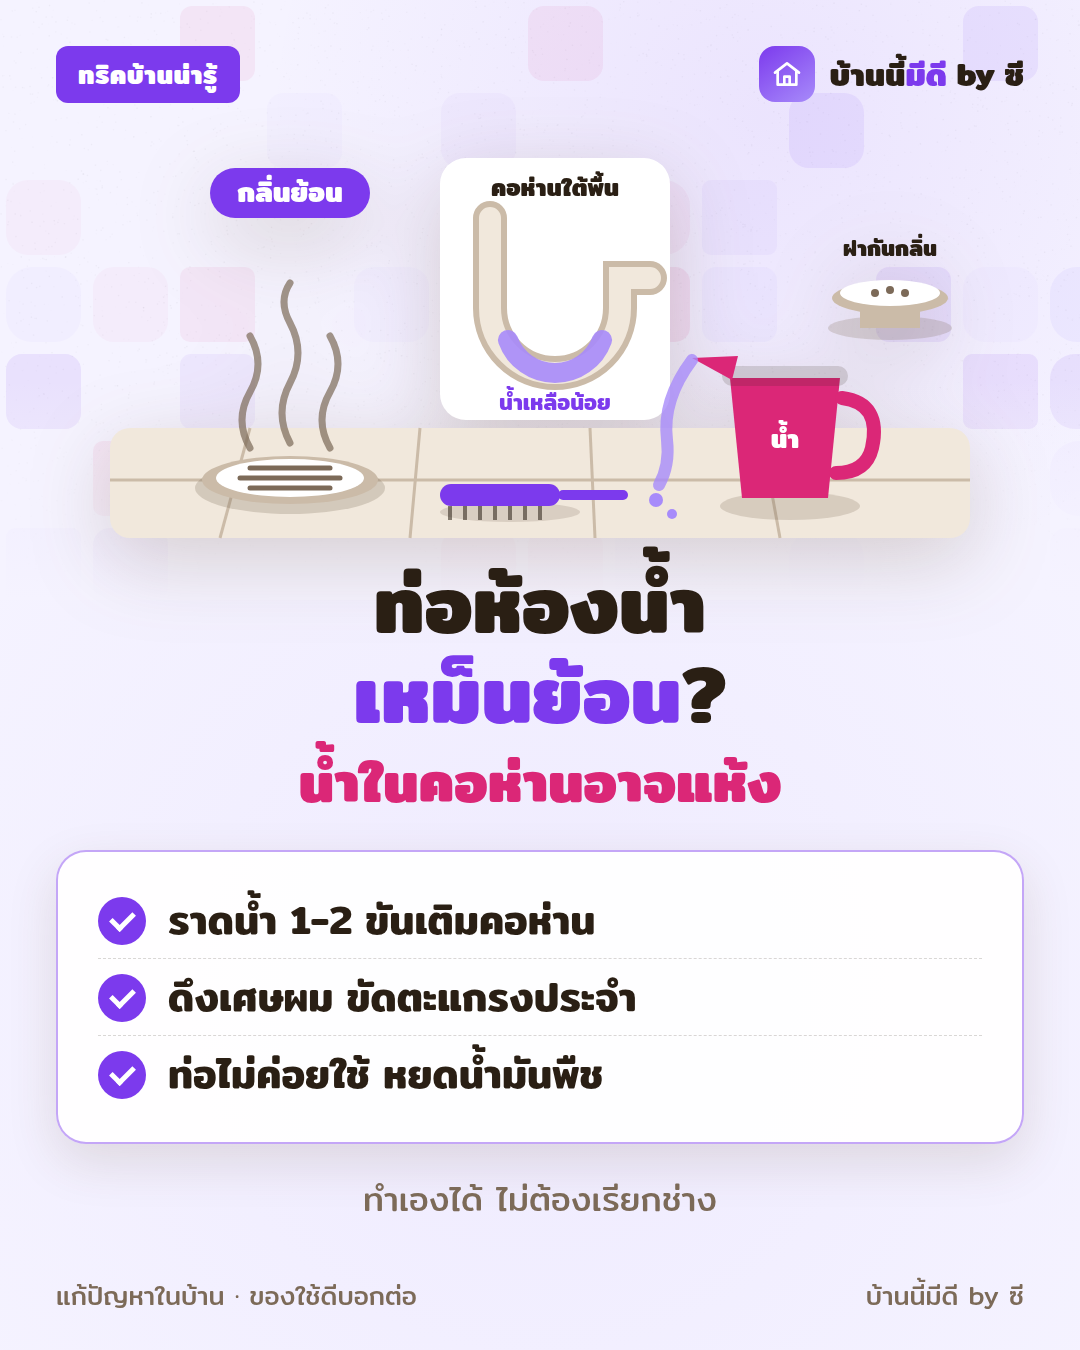 ทริคบ้านน่ารู้
บ้านนี้มีดี by ซี
กลิ่นย้อน
คอห่านใต้พื้น
ฝากันกลิ่น
น้ำเหลือน้อย
น้ำ
ท่อห้องน้ำ
เหม็นย้อน?
น้ำในคอห่านอาจแห้ง
ราดน้ำ 1-2 ขันเติมคอห่าน
ดึงเศษผม ขัดตะแกรงประจำ
ท่อไม่ค่อยใช้ หยดน้ำมันพืช
ทำเองได้ ไม่ต้องเรียกช่าง
แก้ปัญหาในบ้าน · ของใช้ดีบอกต่อ
บ้านนี้มีดี by ซี